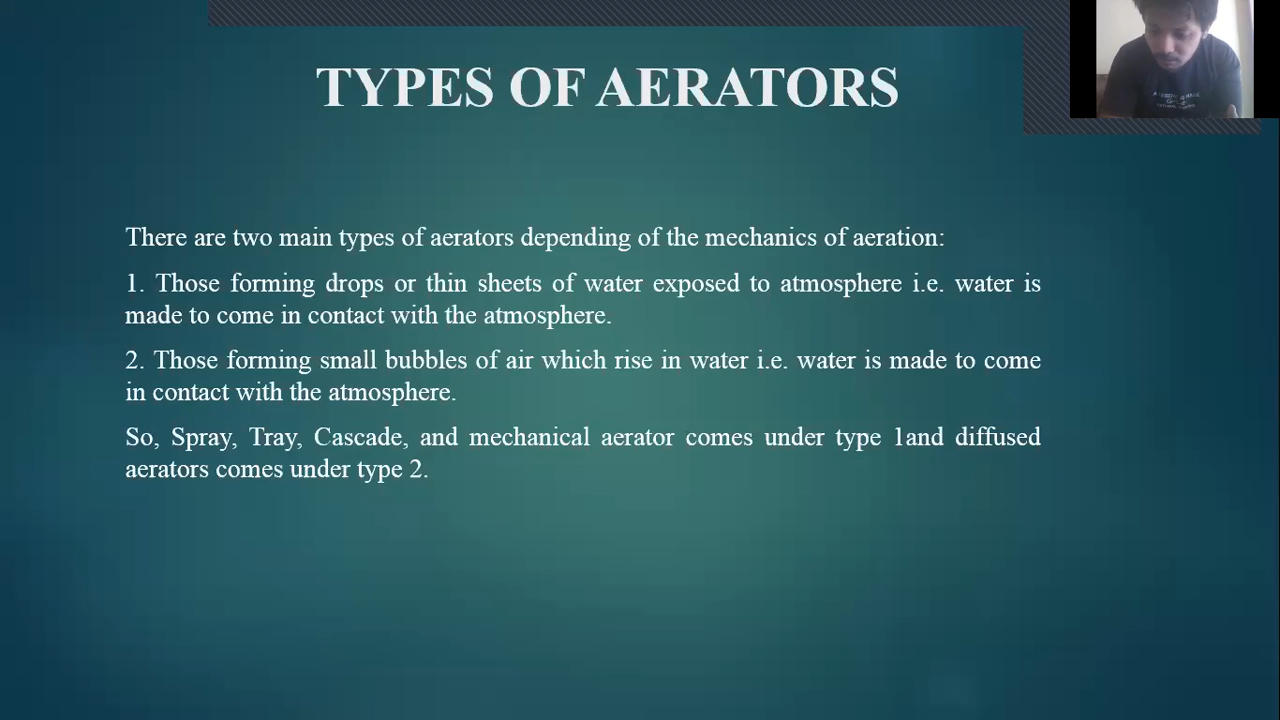 TYPES OF AERATORS
There are two main types of aerators depending of the mechanics of aeration:
1. Those forming drops or thin sheets of water exposed to atmosphere i.e. water is
made to come in contact with the atmosphere.
2. Those forming small bubbles of air which rise in water i.e. water is made to come
in contact with the atmosphere.
So, Spray, Tray, Cascade, and mechanical aerator comes under type 1and diffused
aerators comes under type 2.